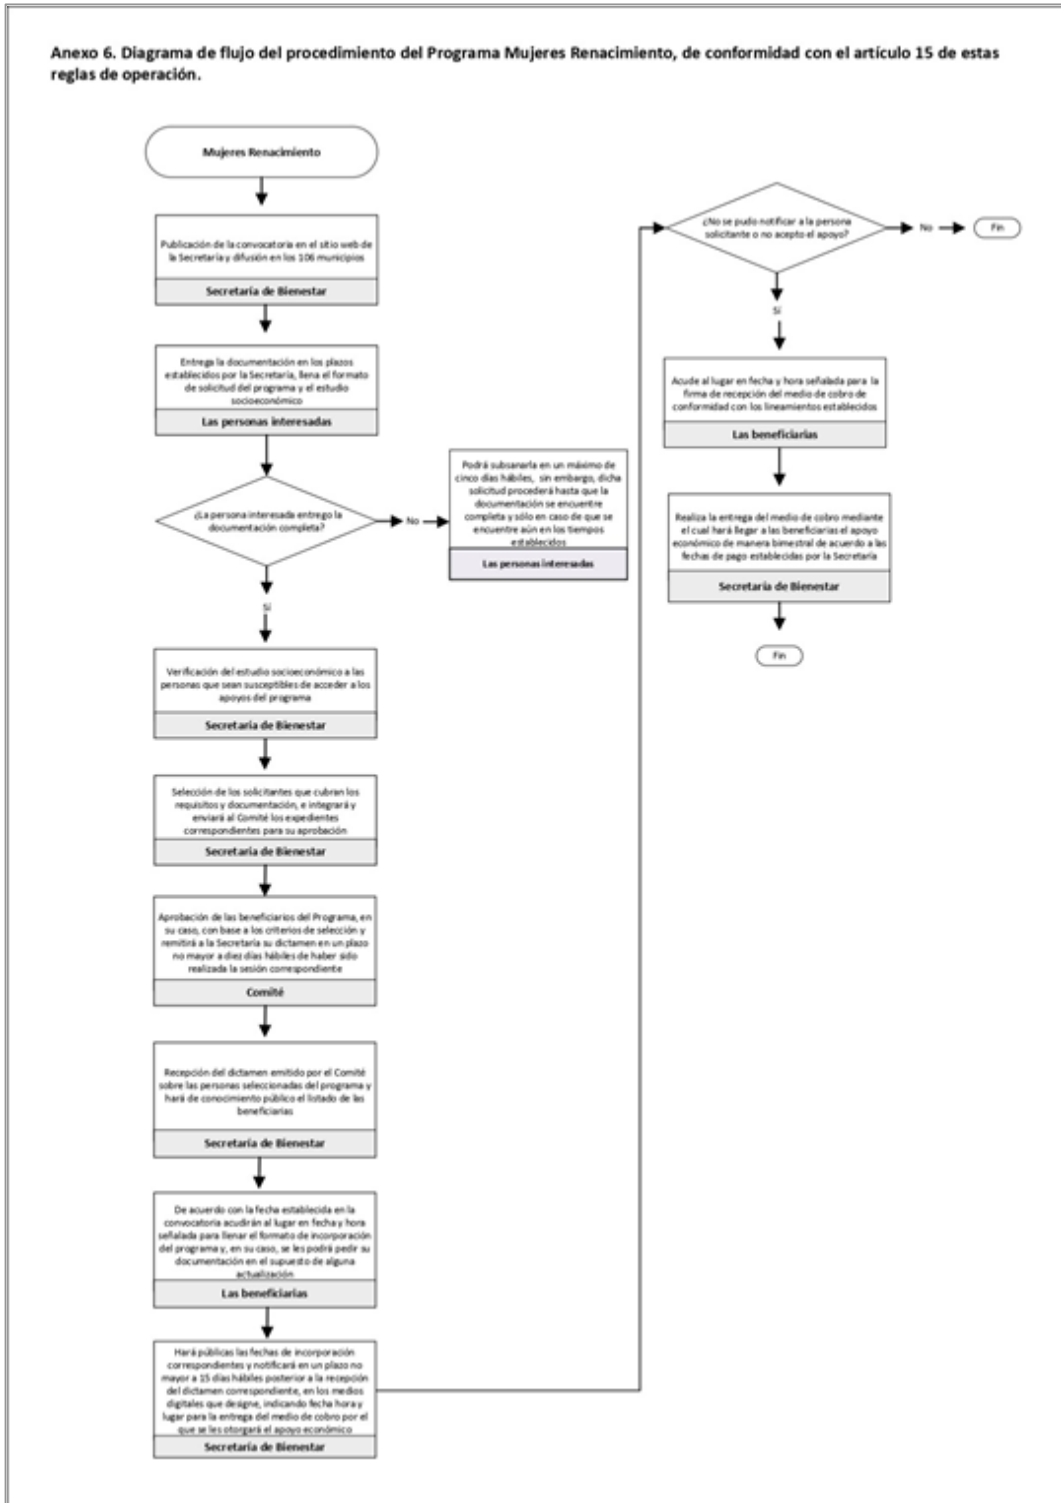 Anexo 6. Diagrama de flujo del procedimiento del Programa Mujeres Renacimiento, de conformidad con el artículo 15 de estas
reglas de operación.
Mujeres Renacimiento
Publicación de la convocatoria en el sitio web de
la Secretaría y difusión en los 106 municipios
Secretaría de Bienestar
Entrega la documentación en los plazos
establecidos por la Secretaría, llena el formato
de solicitud del programa y el estudio
socioeconómico
Las personas interesadas
¿La persona interesada entrego la
documentación completa?
No
Podrá subsanarla en un máximo de
cinco días hábiles, sin embargo, dicha
solicitud procederá hasta que la
documentación se encuentre
completa y sólo en caso de que se
encuentre aún en los tiempos
establecidos
Las personas interesadas
Sí
Verificación del estudio socioeconómico a las
personas que sean susceptibles de acceder a los
apoyos del programa
Secretaría de Bienestar
Selección de los solicitantes que cubran los
requisitos y documentación, e integrará y
enviará al Comité los expedientes
correspondientes para su aprobación
Secretaría de Bienestar
Aprobación de las beneficiarios del Programa, en
su caso, con base a los criterios de selección y
remitirá a la Secretaría su dictamen en un plazo
no mayor a diez días hábiles de haber sido
realizada la sesión correspondiente
Comité
Recepción del dictamen emitido por el Comité
sobre las personas seleccionadas del programa y
hará de conocimiento público el listado de las
beneficiarias
Secretaría de Bienestar
De acuerdo con la fecha establecida en la
convocatoria acudirán al lugar en fecha y hora
señalada para llenar el formato de incorporación
del programa y, en su caso, se les podrá pedir su
documentación en el supuesto de alguna
actualización
Las beneficiarias
Hará públicas las fechas de incorporación
correspondientes y notificará en un plazo no
mayor a 15 días hábiles posterior a la recepción
del dictamen correspondiente, en los medios
digitales que designe, indicando fecha hora y
lugar para la entrega del medio de cobro por el
que se les otorgará el apoyo económico
Secretaría de Bienestar
¿No se pudo notificar a la persona
solicitante o no acepto el apoyo?
No
Fin
Sí
Acude al lugar en fecha y hora señalada para la
firma de recepción del medio de cobro de
conformidad con los lineamientos establecidos
Las beneficiarias
Realiza la entrega del medio de cobro mediante
el cual hará llegar a las beneficiarias el apoyo
económico de manera bimestral de acuerdo a las
fechas de pago establecidas por la Secretaría
Secretaría de Bienestar
Fin